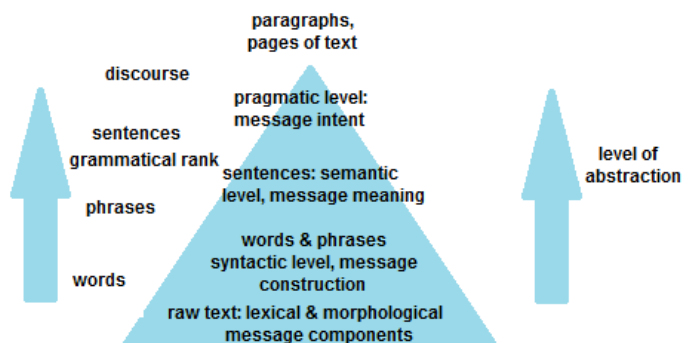 paragraphs,
pages of text
discourse
pragmatic level:
message intent
sentences
grammatical rank
level of
abstraction
sentences: semantic
level, message meaning
phrases
words & phrases
syntactic level, message
construction
words
raw text: lexical & morphological
message components